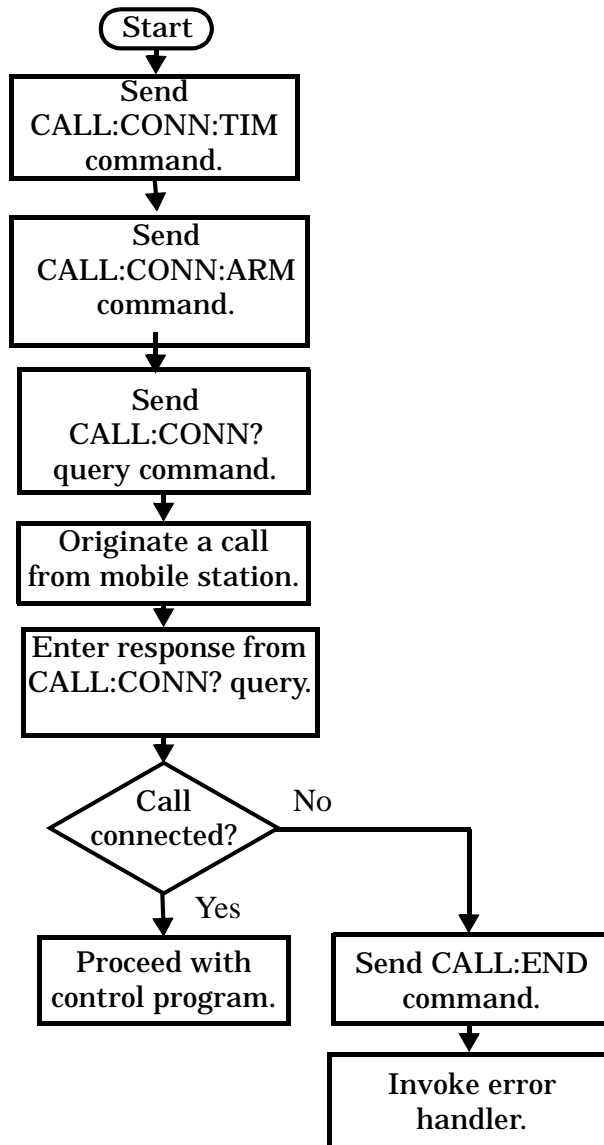 Start
Send
CALL:CONN:TIM
command.
Send
CALL:CONN:ARM
command.
Send
CALL:CONN?
query command.
Originate a call
from mobile station.
Enter response from
CALL:CONN? query.
Call
connected?
No
Yes
Proceed with
control program.
Send CALL:END
command.
Invoke error
handler.